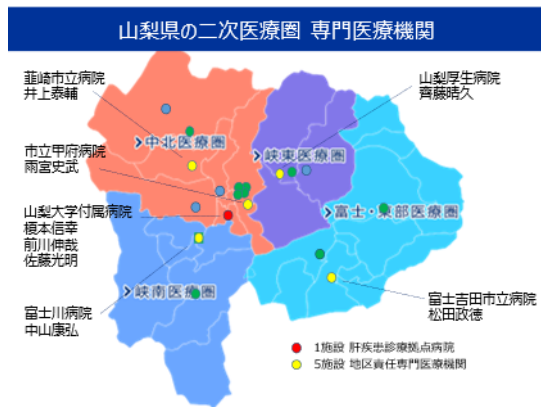 山梨県の二次医療圏 専門医療機関
韮崎市立病院
井上泰輔
山梨厚生病院
齊藤晴久
>中北医療圏
>峡東医療圏
市立甲府病院
雨宮史武
山梨大学付属病院
榎本信幸
前川伸哉
佐藤光明
>富士・東部医療圏
>峡南医療圏
富士川病院
中山康弘
富士吉田市立病院
松田政徳
1施設 肝疾患診療拠点病院
5施設 地区責任専門医療機関